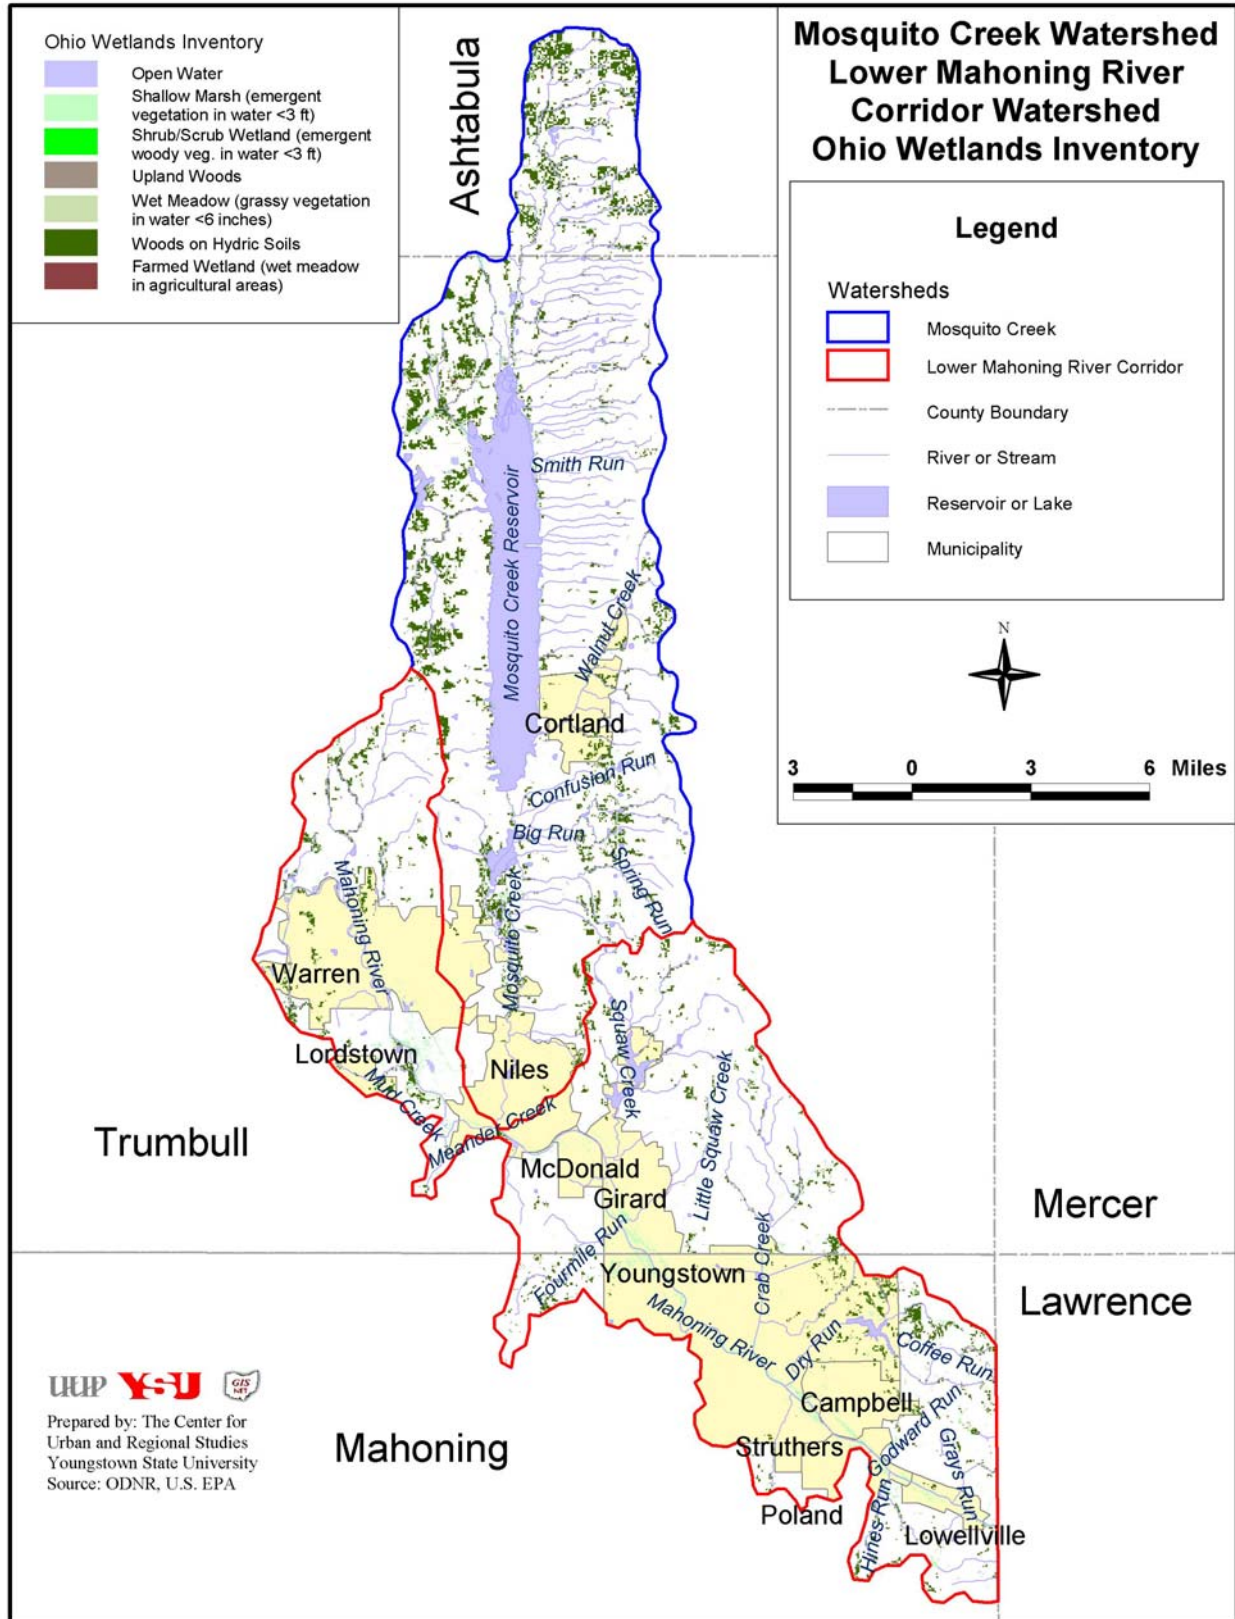 Ohio Wetlands Inventory
Open Water
Shallow Marsh (emergent
vegetation in water <3 ft)
Shrub/Scrub Wetland (emergent
woody veg. in water <3 ft)
Upland Woods
Wet Meadow (grassy vegetation
in water <6 inches)
Woods on Hydric Soils
Farmed Wetland (wet meadow
in agricultural areas)
Mosquito Creek Watershed
Lower Mahoning River
Corridor Watershed
Ohio Wetlands Inventory
Legend
Watersheds
Mosquito Creek
Lower Mahoning River Corridor
County Boundary
River or Stream
Reservoir or Lake
Municipality
N
3 0 3 6 Miles
Ashtabula
Smith Run
Mosquito Creek Reservoir
Walnut Creek
Cortland
Confusion Run
Big Run
Spring Run
Mosquito Creek
Mahoning River
Warren
Lordstown
Mud Creek
Niles
Meander Creek
Squaw Creek
Little Squaw Creek
Trumbull
McDonald
Girard
Mercer
Fourmile Run
Youngstown
Crab Creek
Mahoning River
Dry Run
Lawrence
Coffee Run
Campbell
Godward Run
Grays Run
Struthers
Mahoning
Poland
Hines Run
Lowellville
UUP YSU GIS NET
Prepared by: The Center for
Urban and Regional Studies
Youngstown State University
Source: ODNR, U.S. EPA